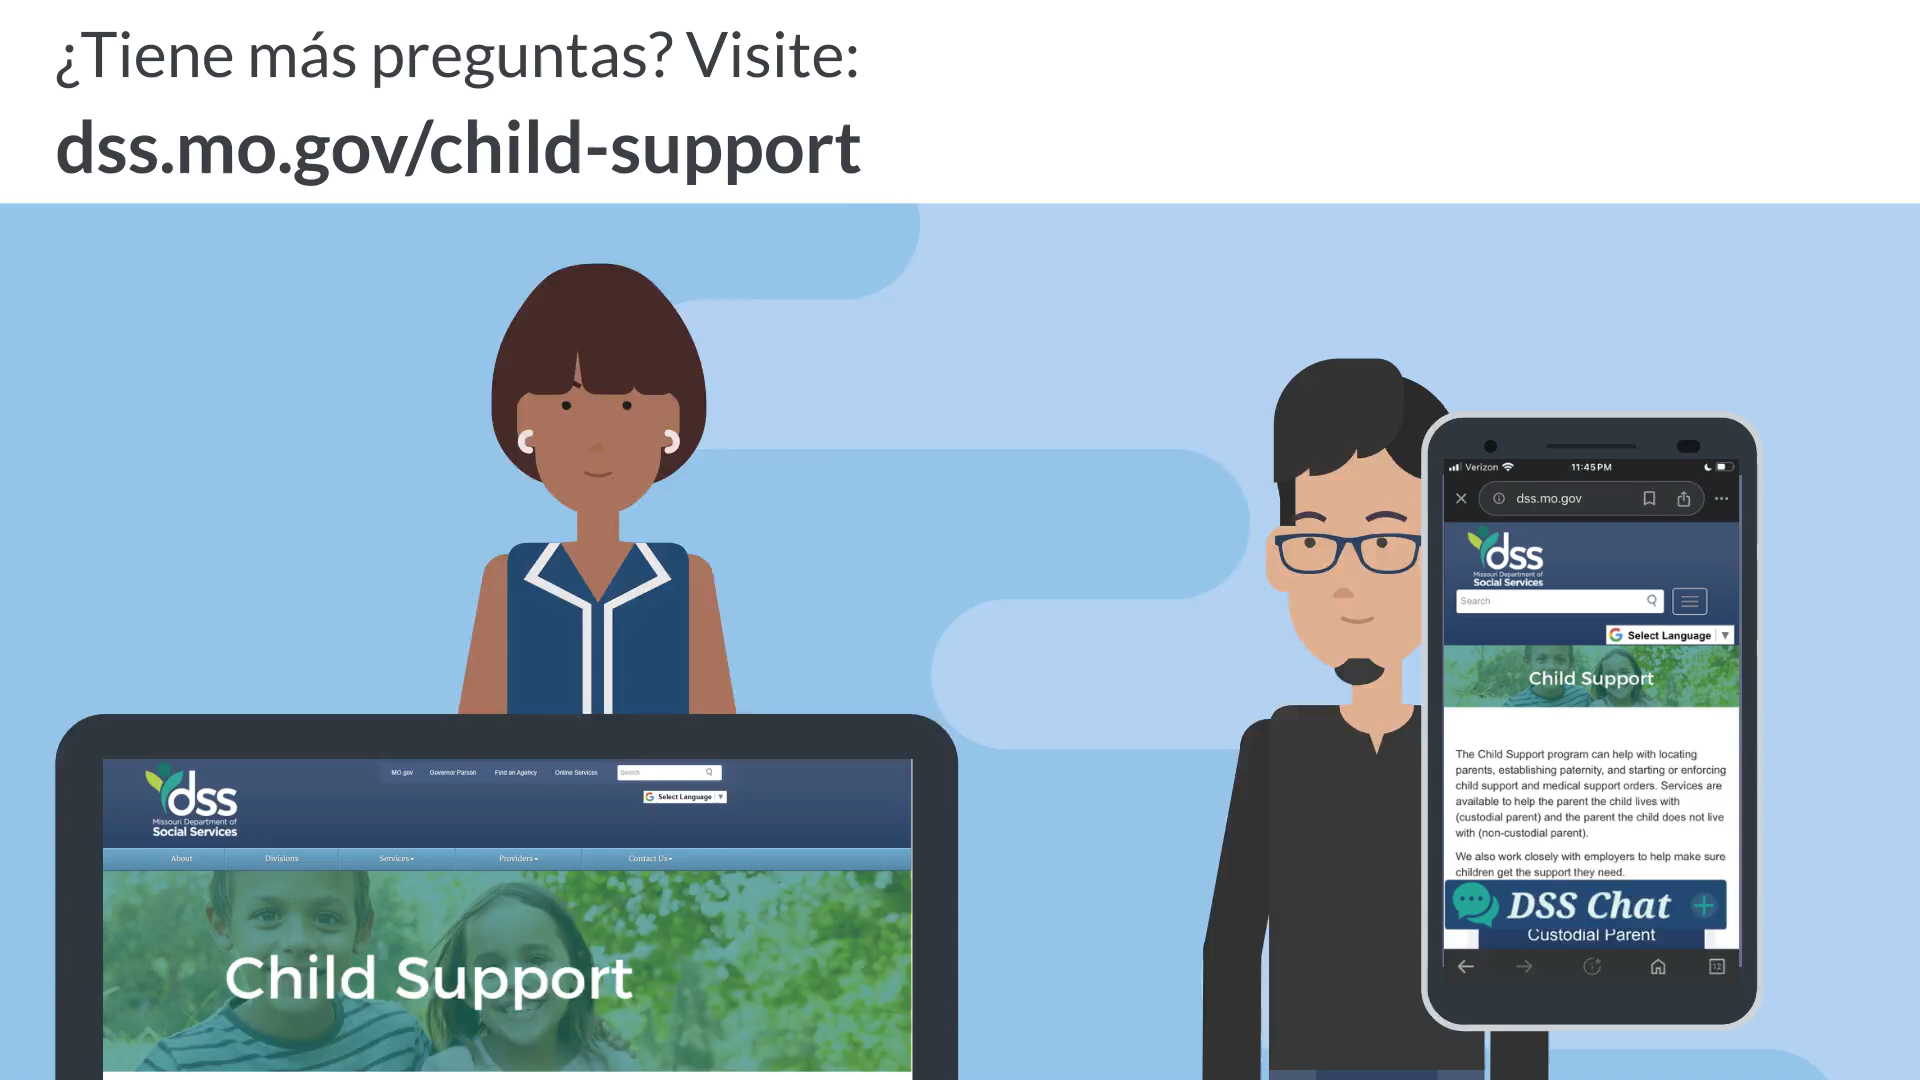 ¿Tiene más preguntas? Visite:
dss.mo.gov/child-support
dss
Missouri Department of
Social Services
MO.gov Governor Parson Find an Agency Online Services Search
Select Language ▼
About Divisions Services Providers Contact Us
Child Support
Verizon 11:45 PM
dss.mo.gov
dss
Missouri Department of
Social Services
Search
Select Language ▼
Child Support
The Child Support program can help with locating
parents, establishing paternity, and starting or enforcing
child support and medical support orders. Services are
available to help the parent the child lives with
(custodial parent) and the parent the child does not live
with (non-custodial parent).
We also work closely with employers to help make sure
children get the support they need.
DSS Chat +
Custodial Parent
12